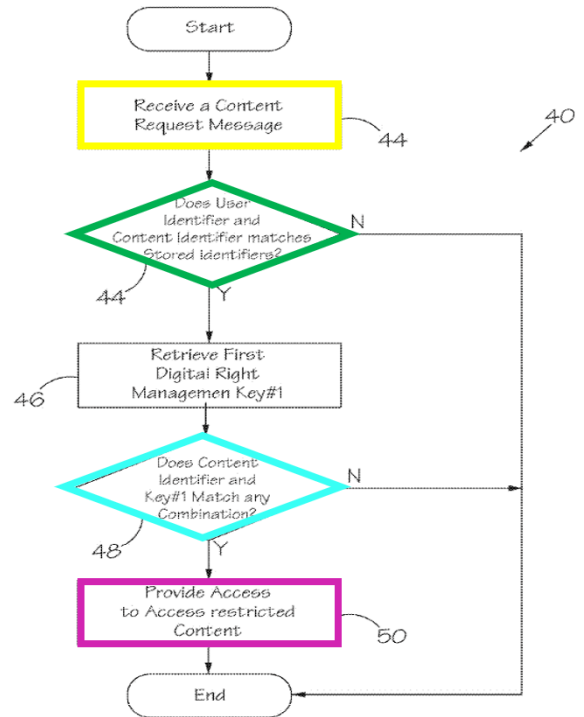 Start
Receive a Content
Request Message
44
40
Does User
Identifier and
Content Identifier matches
Stored Identifiers?
N
44
Y
Retrieve First
Digital Right
Managemen Key#1
46
Does Content
Identifier and
Key#1 Match any
Combination?
N
48
Y
Provide Access
to Access restricted
Content
50
End